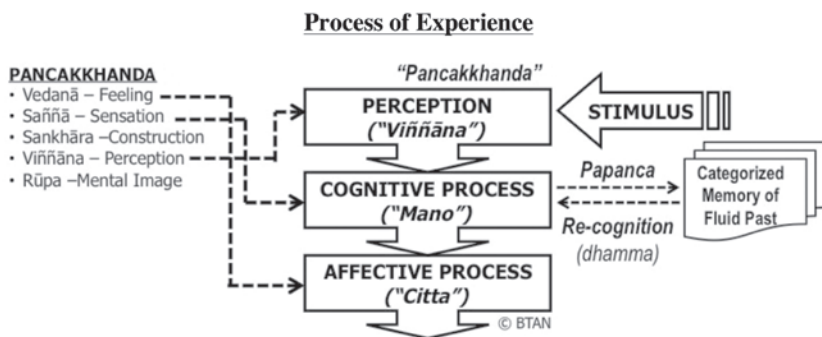 Process of Experience
PANCAKKHANDA
• Vedanā – Feeling
• Saññā – Sensation
• Sankhāra –Construction
• Viññāna – Perception
• Rūpa –Mental Image
“Pancakkhanda”
PERCEPTION
(“Viññāna”)
STIMULUS
COGNITIVE PROCESS
(“Mano”)
Papanca
Re-cognition
(dhamma)
Categorized
Memory of
Fluid Past
AFFECTIVE PROCESS
(“Citta”)
© BTAN